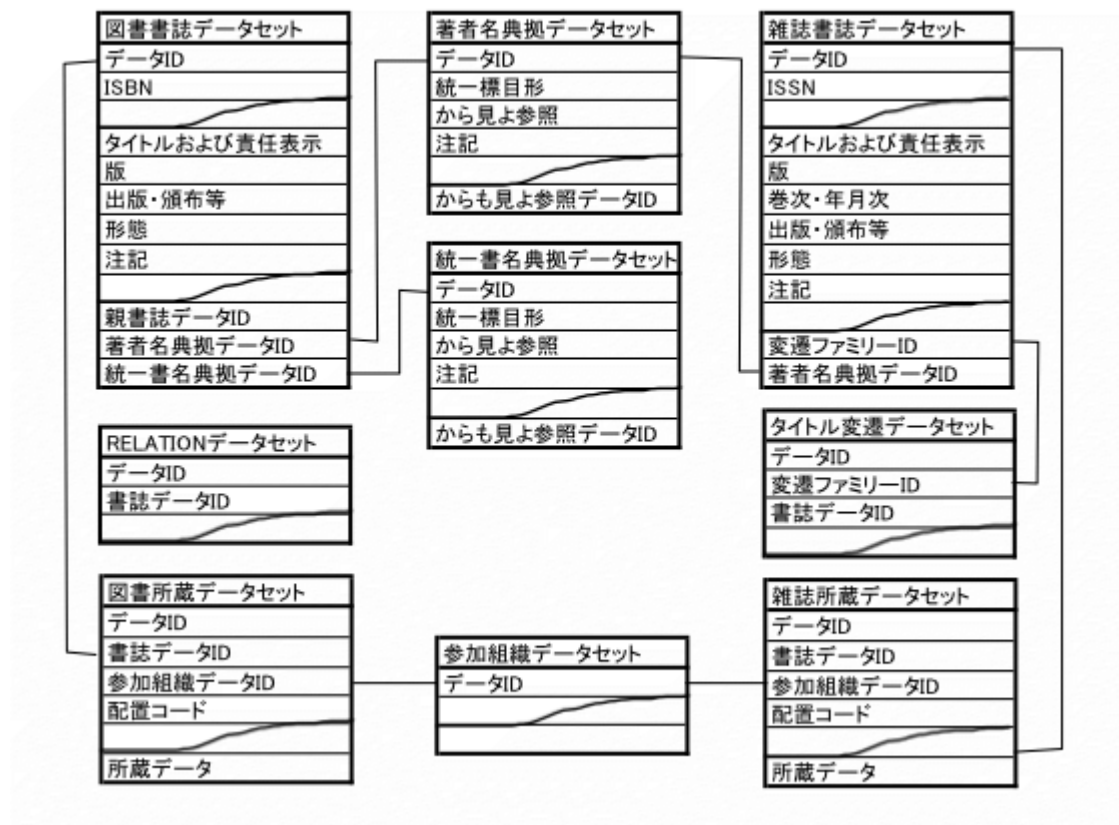 図書書誌データセット
データID
ISBN
タイトルおよび責任表示
版
出版・頒布等
形態
注記
親書誌データID
著者名典拠データID
統一書名典拠データID
著者名典拠データセット
データID
統一標目形
から見よ参照
注記
からも見よ参照データID
統一書名典拠データセット
データID
統一標目形
から見よ参照
注記
からも見よ参照データID
雑誌書誌データセット
データID
ISSN
タイトルおよび責任表示
版
巻次・年月次
出版・頒布等
形態
注記
変遷ファミリーID
著者名典拠データID
RELATIONデータセット
データID
書誌データID
タイトル変遷データセット
データID
変遷ファミリーID
書誌データID
図書所蔵データセット
データID
書誌データID
参加組織データID
配置コード
所蔵データ
参加組織データセット
データID
雑誌所蔵データセット
データID
書誌データID
参加組織データID
配置コード
所蔵データ